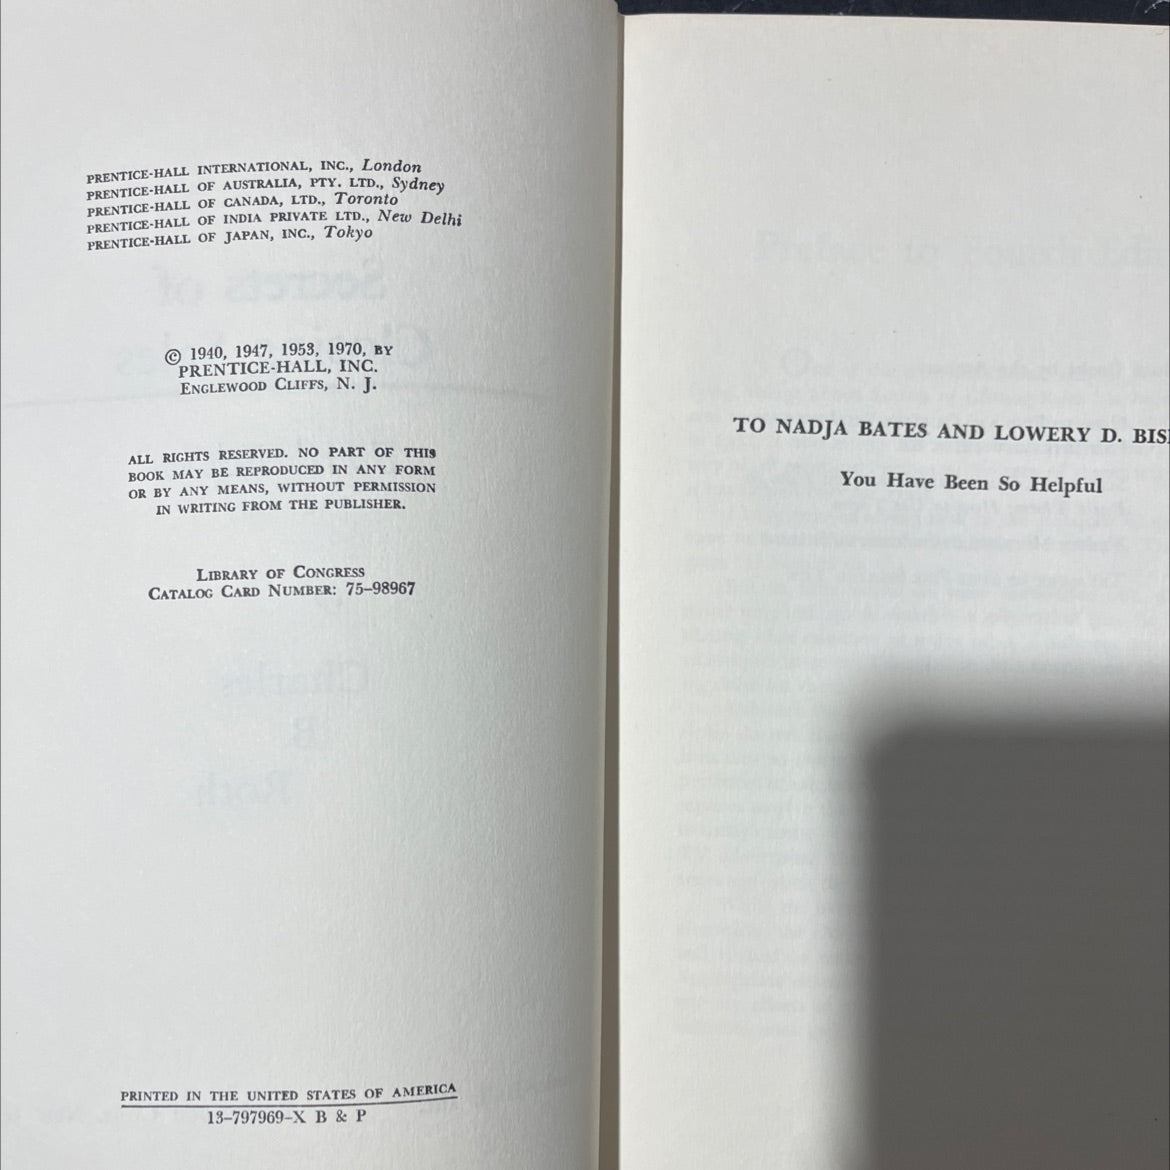 PRENTICE-HALL INTERNATIONAL, INC., London
PRENTICE-HALL OF AUSTRALIA, PTY. LTD., Sydney
PRENTICE-HALL OF CANADA, LTD., Toronto
PRENTICE-HALL OF INDIA PRIVATE LTD., New Delhi
PRENTICE-HALL OF JAPAN, INC., Tokyo
© 1940, 1947, 1953, 1970, BY
PRENTICE-HALL, INC.
ENGLEWOOD CLIFFS, N. J.
ALL RIGHTS RESERVED. NO PART OF THIS
BOOK MAY BE REPRODUCED IN ANY FORM
OR BY ANY MEANS, WITHOUT PERMISSION
IN WRITING FROM THE PUBLISHER.
LIBRARY OF CONGRESS
CATALOG CARD NUMBER: 75–98967
PRINTED IN THE UNITED STATES OF AMERICA
13–797969–X B & P
TO NADJA BATES AND LOWERY D.
You Have Been So Helpful